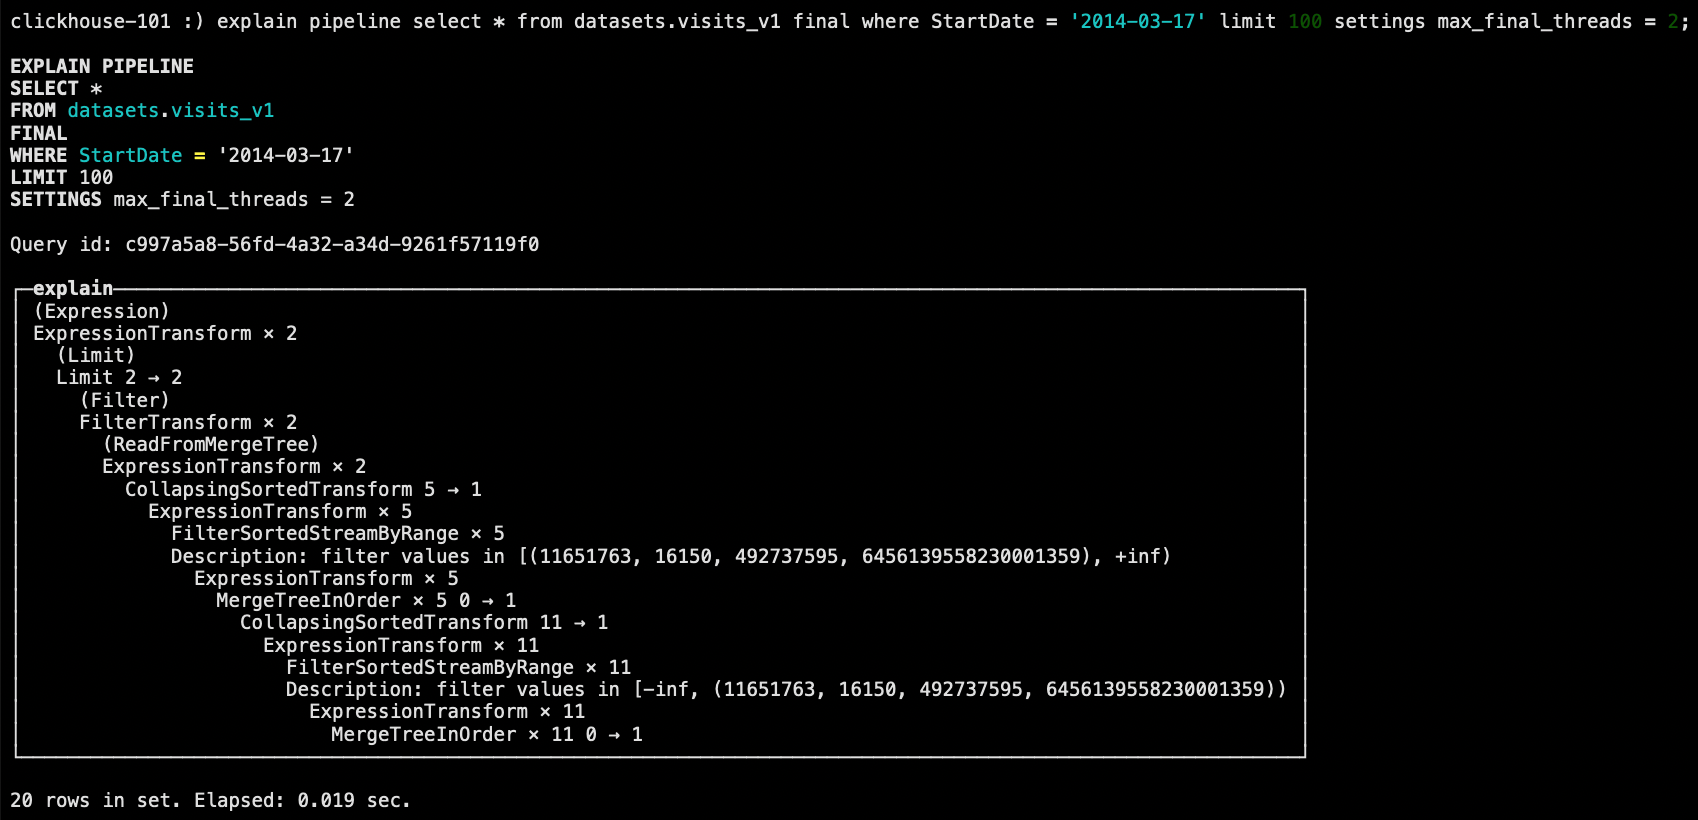 clickhouse-101 :) explain pipeline select * from datasets.visits_v1 final where StartDate = '2014-03-17' limit 100 settings max_final_threads = 2;
EXPLAIN PIPELINE
SELECT *
FROM datasets.visits_v1
FINAL
WHERE StartDate = '2014-03-17'
LIMIT 100
SETTINGS max_final_threads = 2
Query id: c997a5a8-56fd-4a32-a34d-9261f57119f0
explain
(Expression)
ExpressionTransform × 2
(Limit)
Limit 2 → 2
(Filter)
FilterTransform × 2
(ReadFromMergeTree)
ExpressionTransform × 2
CollapsingSortedTransform 5 → 1
ExpressionTransform × 5
FilterSortedStreamByRange × 5
Description: filter values in [(11651763, 16150, 492737595, 6456139558230001359), +inf)
ExpressionTransform × 5
MergeTreeInOrder × 5 0 → 1
CollapsingSortedTransform 11 → 1
ExpressionTransform × 11
FilterSortedStreamByRange × 11
Description: filter values in [-inf, (11651763, 16150, 492737595, 6456139558230001359))
ExpressionTransform × 11
MergeTreeInOrder × 11 0 → 1
20 rows in set. Elapsed: 0.019 sec.